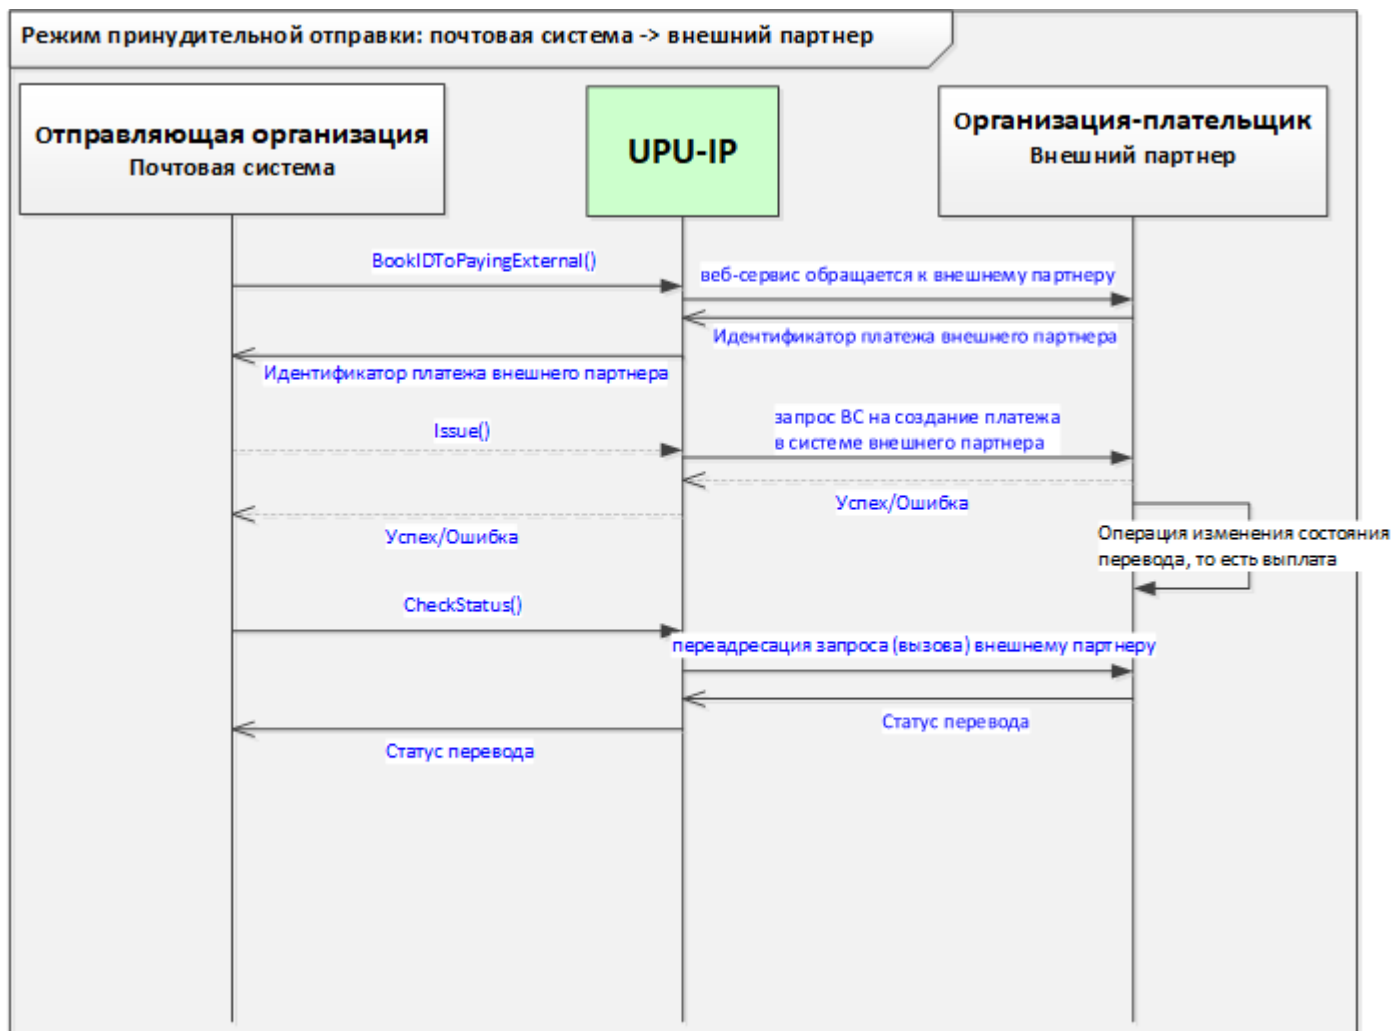 Режим принудительной отправки: почтовая система -> внешний партнер
Отправляющая организация
Почтовая система
UPU-IP
Организация-плательщик
Внешний партнер
BookIDToPayingExternal()
веб-сервис обращается к внешнему партнеру
Идентификатор платежа внешнего партнера
Идентификатор платежа внешнего партнера
Issue()
запрос ВС на создание платежа
в системе внешнего партнера
Успех/Ошибка
Успех/Ошибка
Операция изменения состояния
перевода, то есть выплата
CheckStatus()
переадресация запроса (вызова) внешнему партнеру
Статус перевода
Статус перевода